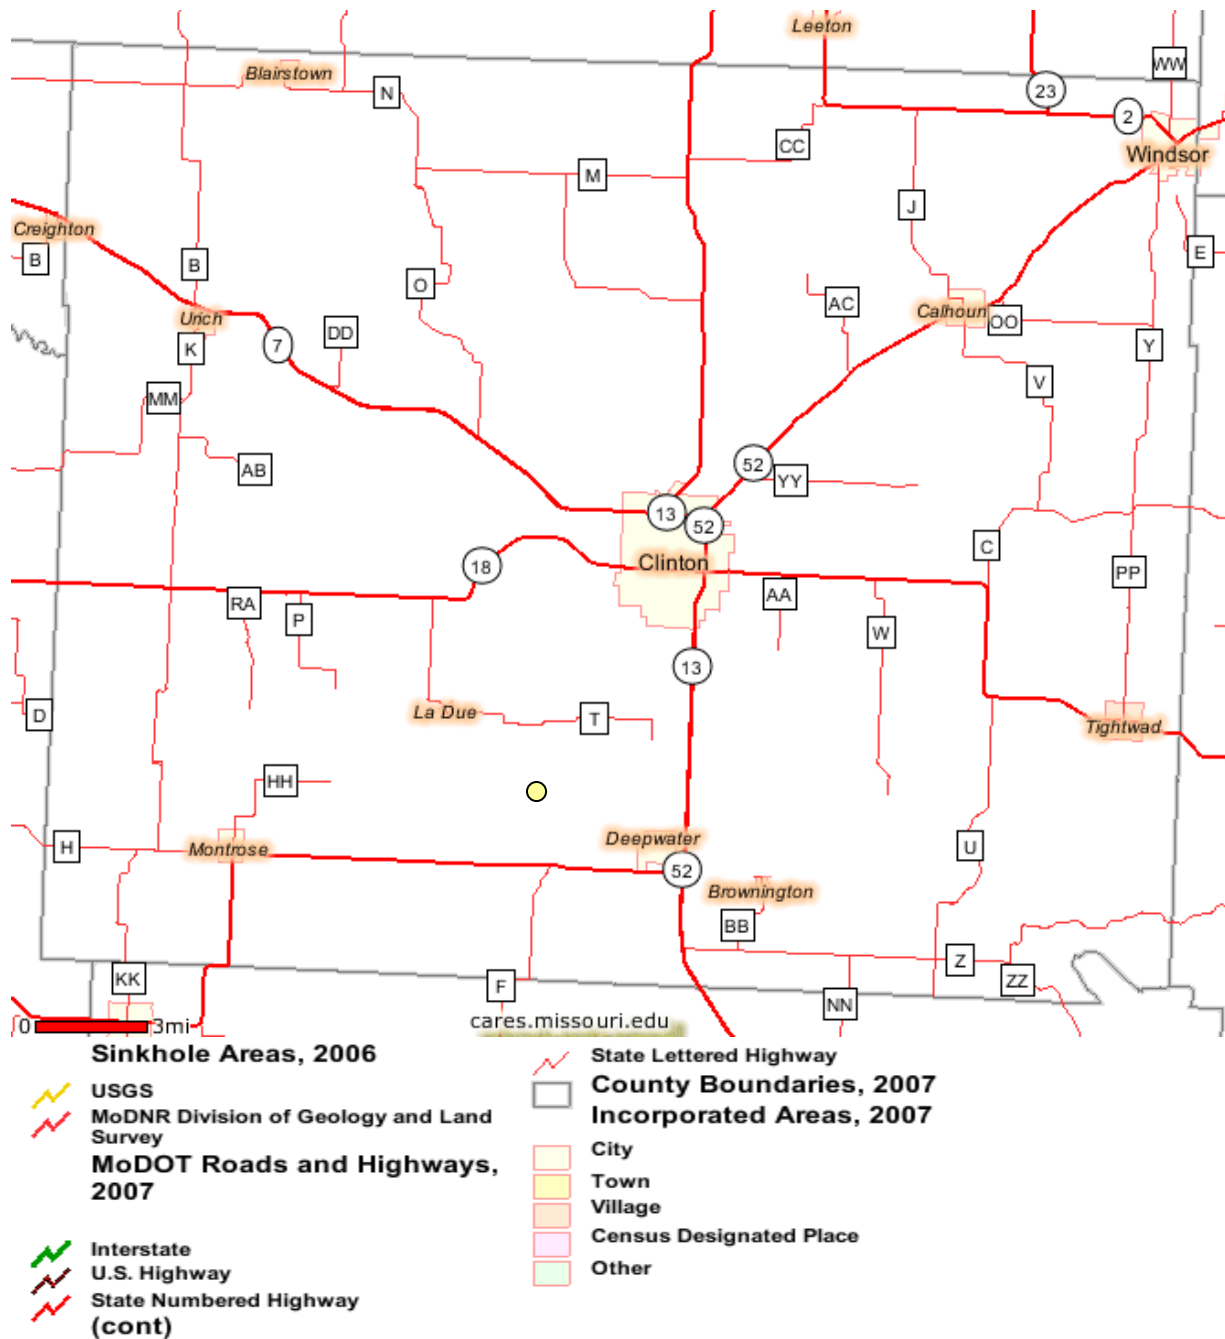 Leeton
WW
Blairstown
N
23
2
CC
Windsor
M
J
Creighton
B
B
E
O
AC
Calhoun
OO
Urich
DD
7
K
Y
V
MM
52
AB
YY
13
52
C
Clinton
18
PP
AA
RA
P
W
13
La Due
D
T
Tightwad
HH
Deepwater
H
Montrose
U
52
Brownington
BB
Z
KK
ZZ
F
NN
0
3mi
cares.missouri.edu
Sinkhole Areas, 2006
USGS
MoDNR Division of Geology and Land
Survey
MoDOT Roads and Highways,
2007
Interstate
U.S. Highway
State Numbered Highway
(cont)
State Lettered Highway
County Boundaries, 2007
Incorporated Areas, 2007
City
Town
Village
Census Designated Place
Other